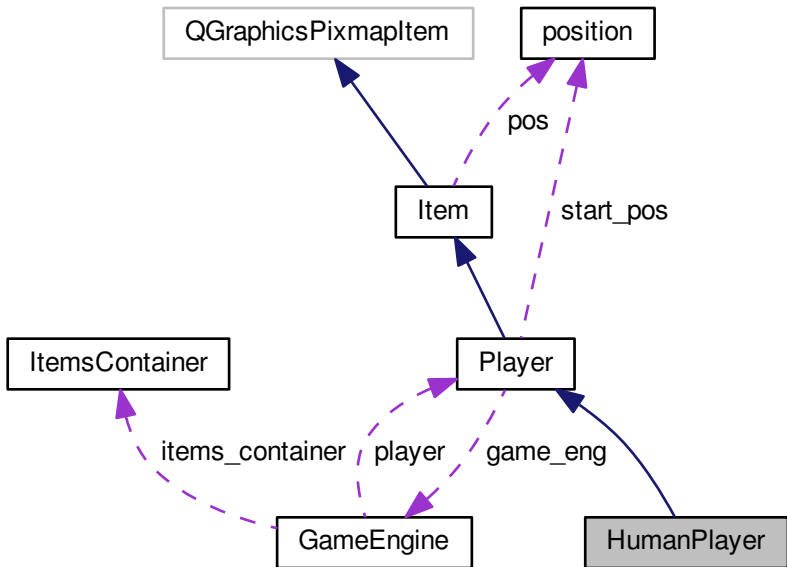 QGraphicsPixmapItem
position
pos
Item
start_pos
ItemsContainer
Player
items_container
player
game_eng
GameEngine
HumanPlayer